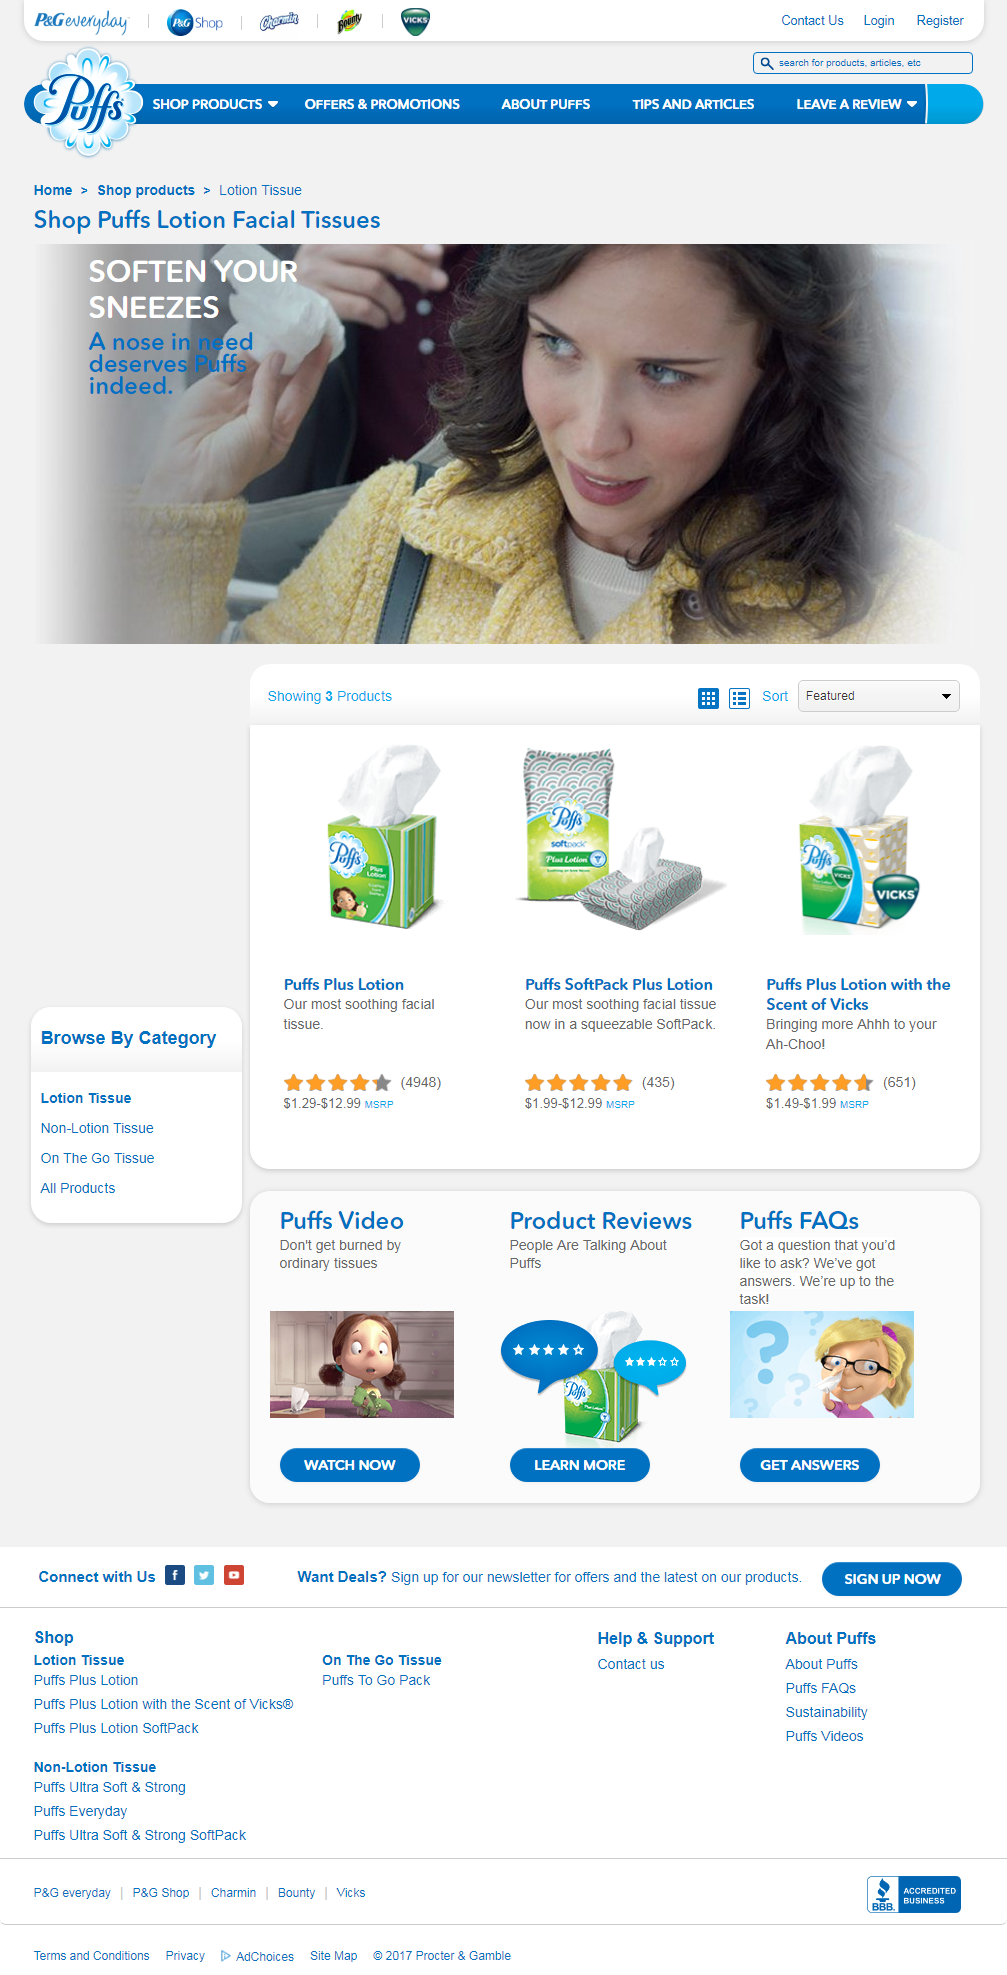 P&G everyday
P&G Shop
Charmin
Bounty
VICKS
Contact Us Login Register
search for products, articles, etc
Puffs
SHOP PRODUCTS OFFERS & PROMOTIONS ABOUT PUFFS TIPS AND ARTICLES LEAVE A REVIEW
Home > Shop products > Lotion Tissue
Shop Puffs Lotion Facial Tissues
SOFTEN YOUR
SNEEZES
A nose in need
deserves Puffs
indeed.
Showing 3 Products
Sort Featured
Puffs
Plus
Lotion
Puffs
softpack
Plus Lotion
Puffs
VICKS
VICKS
Puffs Plus Lotion
Our most soothing facial
tissue.
(4948)
$1.29-$12.99 MSRP
Puffs SoftPack Plus Lotion
Our most soothing facial tissue
now in a squeezable SoftPack.
(435)
$1.99-$12.99 MSRP
Puffs Plus Lotion with the
Scent of Vicks
Bringing more Ahhh to your
Ah-Choo!
(651)
$1.49-$1.99 MSRP
Browse By Category
Lotion Tissue
Non-Lotion Tissue
On The Go Tissue
All Products
Puffs Video
Don't get burned by
ordinary tissues
WATCH NOW
Product Reviews
People Are Talking About
Puffs
Puffs
Plus Lotion
LEARN MORE
Puffs FAQs
Got a question that you’d
like to ask? We’ve got
answers. We’re up to the
task!
? ? ? ?
GET ANSWERS
Connect with Us
Want Deals? Sign up for our newsletter for offers and the latest on our products.
SIGN UP NOW
Shop
Lotion Tissue
Puffs Plus Lotion
Puffs Plus Lotion with the Scent of Vicks®
Puffs Plus Lotion SoftPack
Non-Lotion Tissue
Puffs Ultra Soft & Strong
Puffs Everyday
Puffs Ultra Soft & Strong SoftPack
On The Go Tissue
Puffs To Go Pack
Help & Support
Contact us
About Puffs
About Puffs
Puffs FAQs
Sustainability
Puffs Videos
P&G everyday | P&G Shop | Charmin | Bounty | Vicks
BBB.
ACCREDITED
BUSINESS
Terms and Conditions Privacy AdChoices Site Map © 2017 Procter & Gamble